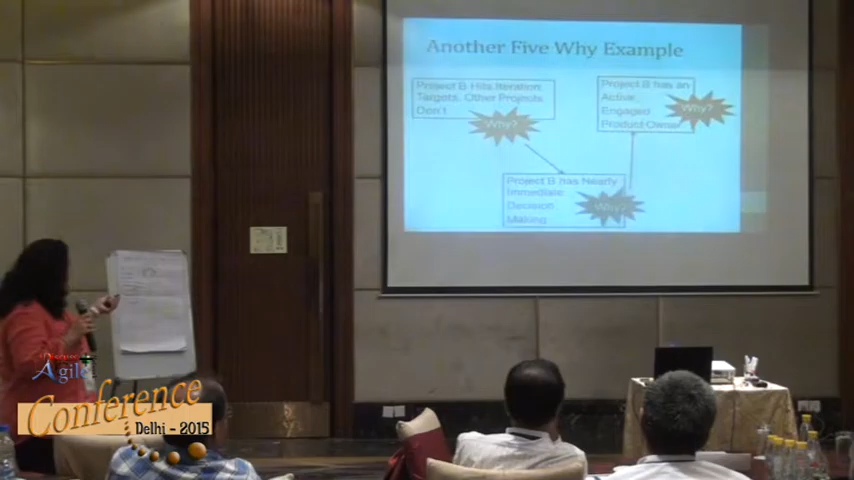 Another Five Why Example
Project B Hits Iteration
Targets, Other Projects
Don't
Why?
Project B has an
Active,
Engaged
Product Owner
Why?
Project B has Nearly
Immediate
Decision
Making
Why?
Discuss
Agile
Conference
Delhi - 2015